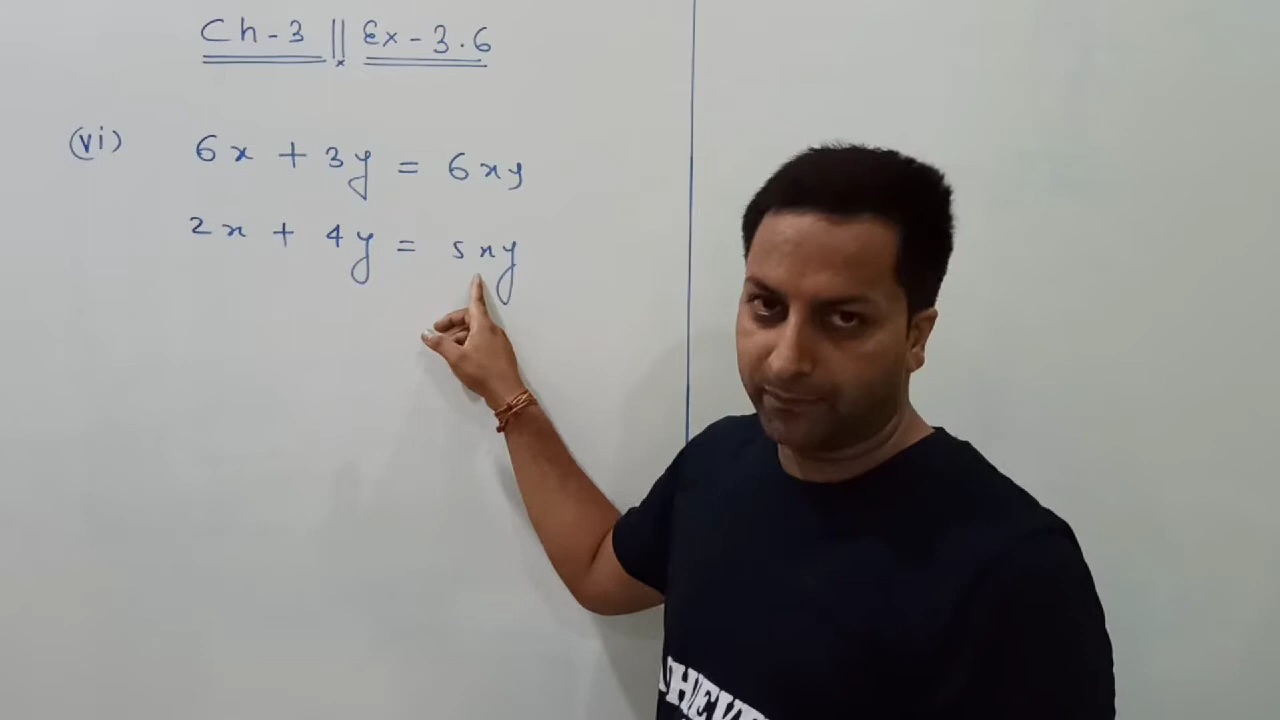 Ch-3 || Ex-3.6
(vi) 6x + 3y = 6xy
2x + 4y = 5xy